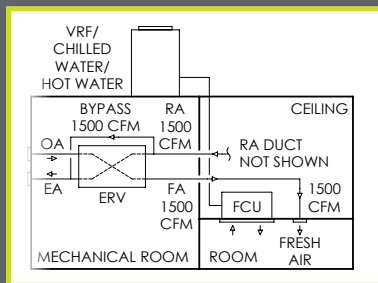 VRF/
CHILLED
WATER/
HOT WATER
BYPASS
1500 CFM
RA
1500
CFM
CEILING
OA
RA DUCT
NOT SHOWN
EA
ERV
FA
1500
CFM
FCU
1500
CFM
MECHANICAL ROOM
ROOM
FRESH
AIR